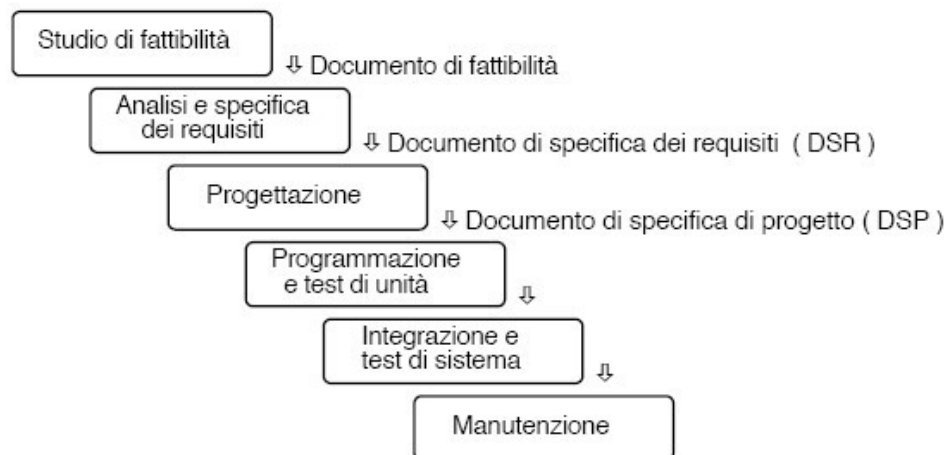 Studio di fattibilità
⇩ Documento di fattibilità
Analisi e specifica
dei requisiti
⇩ Documento di specifica dei requisiti ( DSR )
Progettazione
⇩ Documento di specifica di progetto ( DSP )
Programmazione
e test di unità
⇩
Integrazione e
test di sistema
⇩
Manutenzione